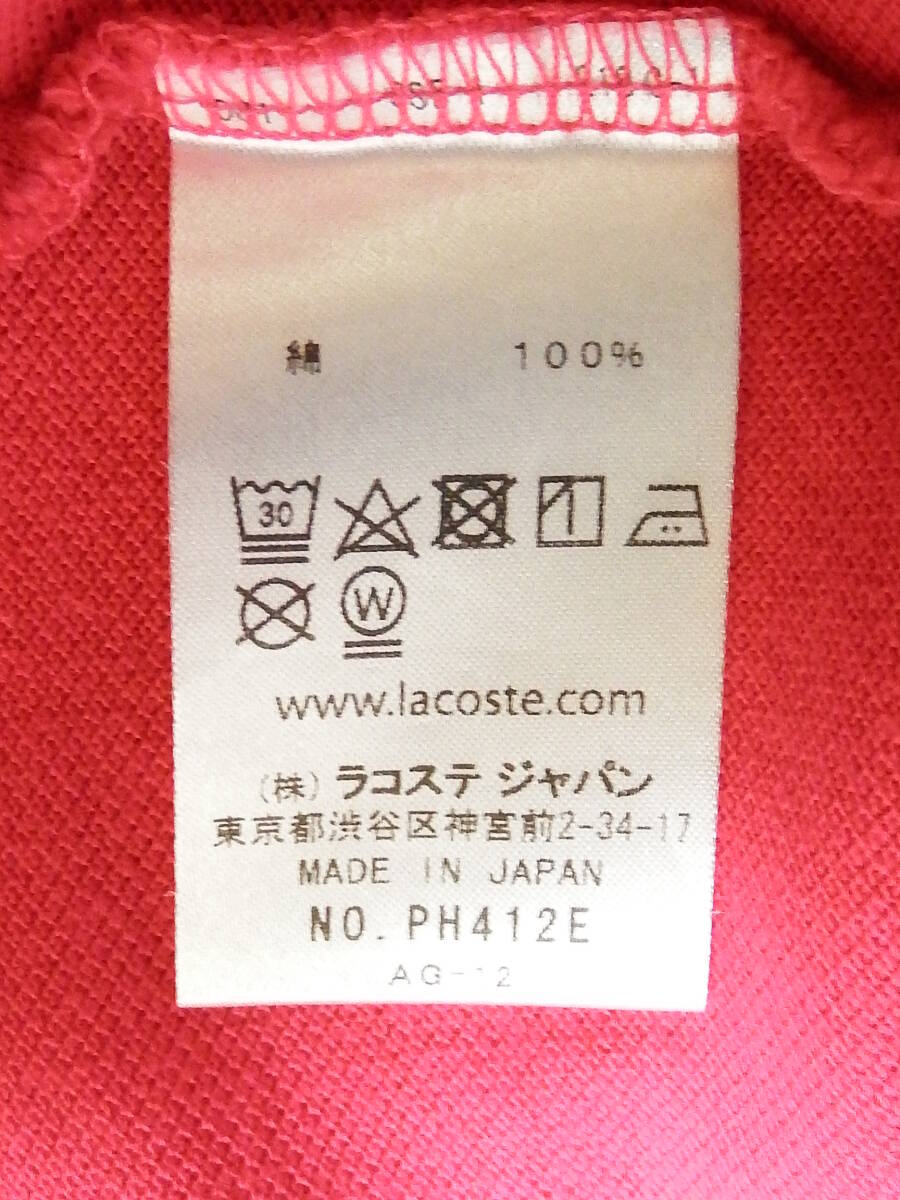 綿 100%
30
W
www.lacoste.com
(株) ラコステ ジャパン
東京都渋谷区神宮前2-34-17
MADE IN JAPAN
NO. PH412E
AG-12